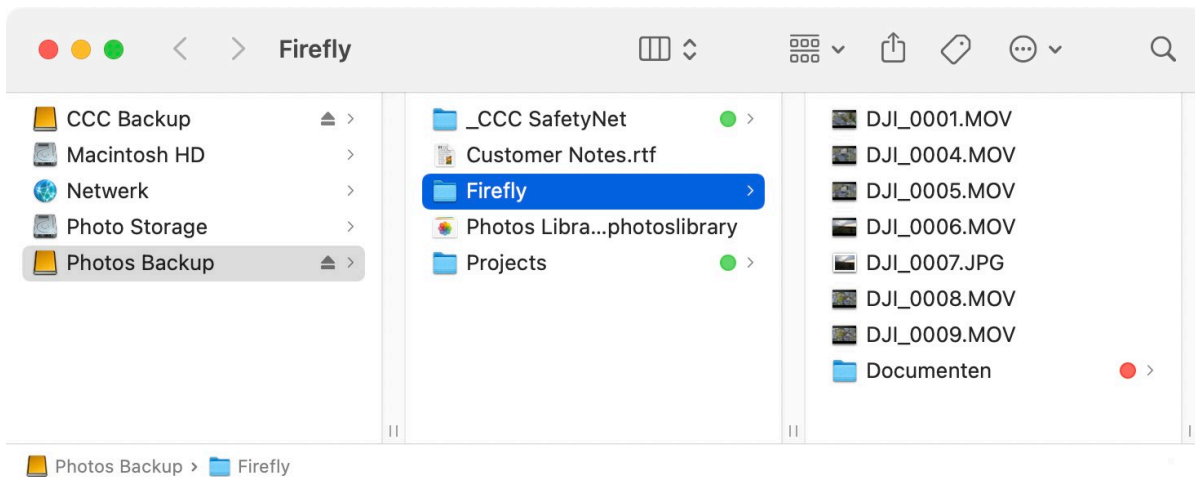 Firefly
CCC Backup
Macintosh HD
Netwerk
Photo Storage
Photos Backup
_CCC SafetyNet
Customer Notes.rtf
Firefly
Photos Libra...photoslibrary
Projects
DJI_0001.MOV
DJI_0004.MOV
DJI_0005.MOV
DJI_0006.MOV
DJI_0007.JPG
DJI_0008.MOV
DJI_0009.MOV
Documenten
Photos Backup › Firefly